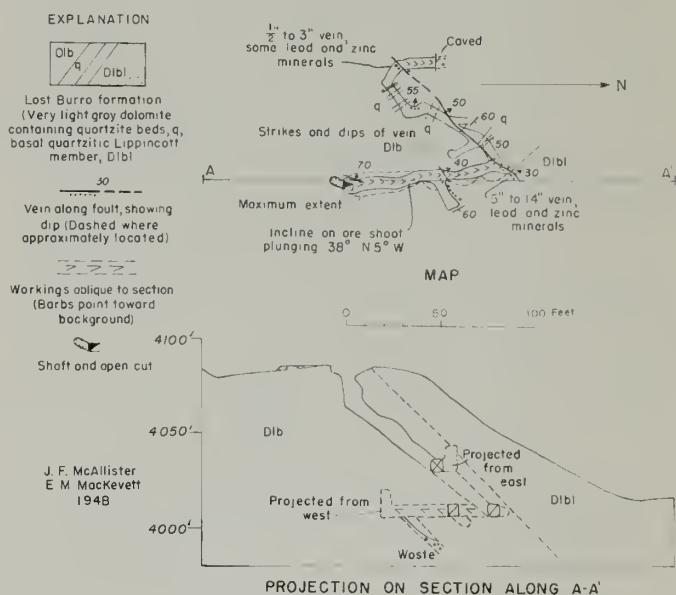 EXPLANATION
Dlb
q
Dlbl
Lost Burro formation
(Very light gray dolomite
containing quartzite beds, q,
basal quartzitic Lippincott
member, Dlbl)
30
Vein along fault, showing
dip (Dashed where
approximately located)
Workings oblique to section
(Barbs point toward
background)
Shaft and open cut
J. F. McAllister
E M MacKevett
1948
1/2" to 3" vein,
some lead and zinc
minerals
Caved
N
55
q
q
50
60 q
50
Strikes and dips of vein
Dlb
Dlbl
A
70
40
30
A'
Maximum extent
60
5" to 14" vein,
lead and zinc
minerals
Incline on ore shoot
plunging 38° N 5° W
MAP
0 50 100 Feet
4100'
4050'
4000'
Dlb
Projected
from
east
Dlbl
Projected from
west
Waste
PROJECTION ON SECTION ALONG A-A'